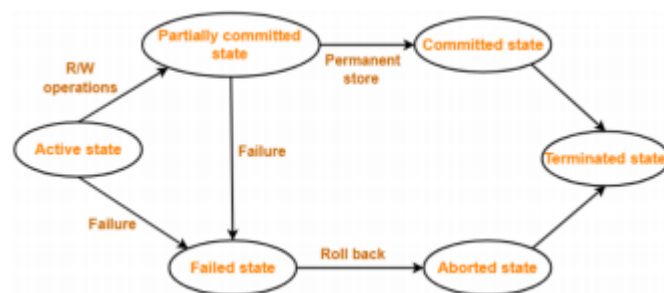 Partially committed
state
Committed state
R/W
operations
Permanent
store
Active state
Failure
Terminated state
Failure
Failed state
Roll back
Aborted state